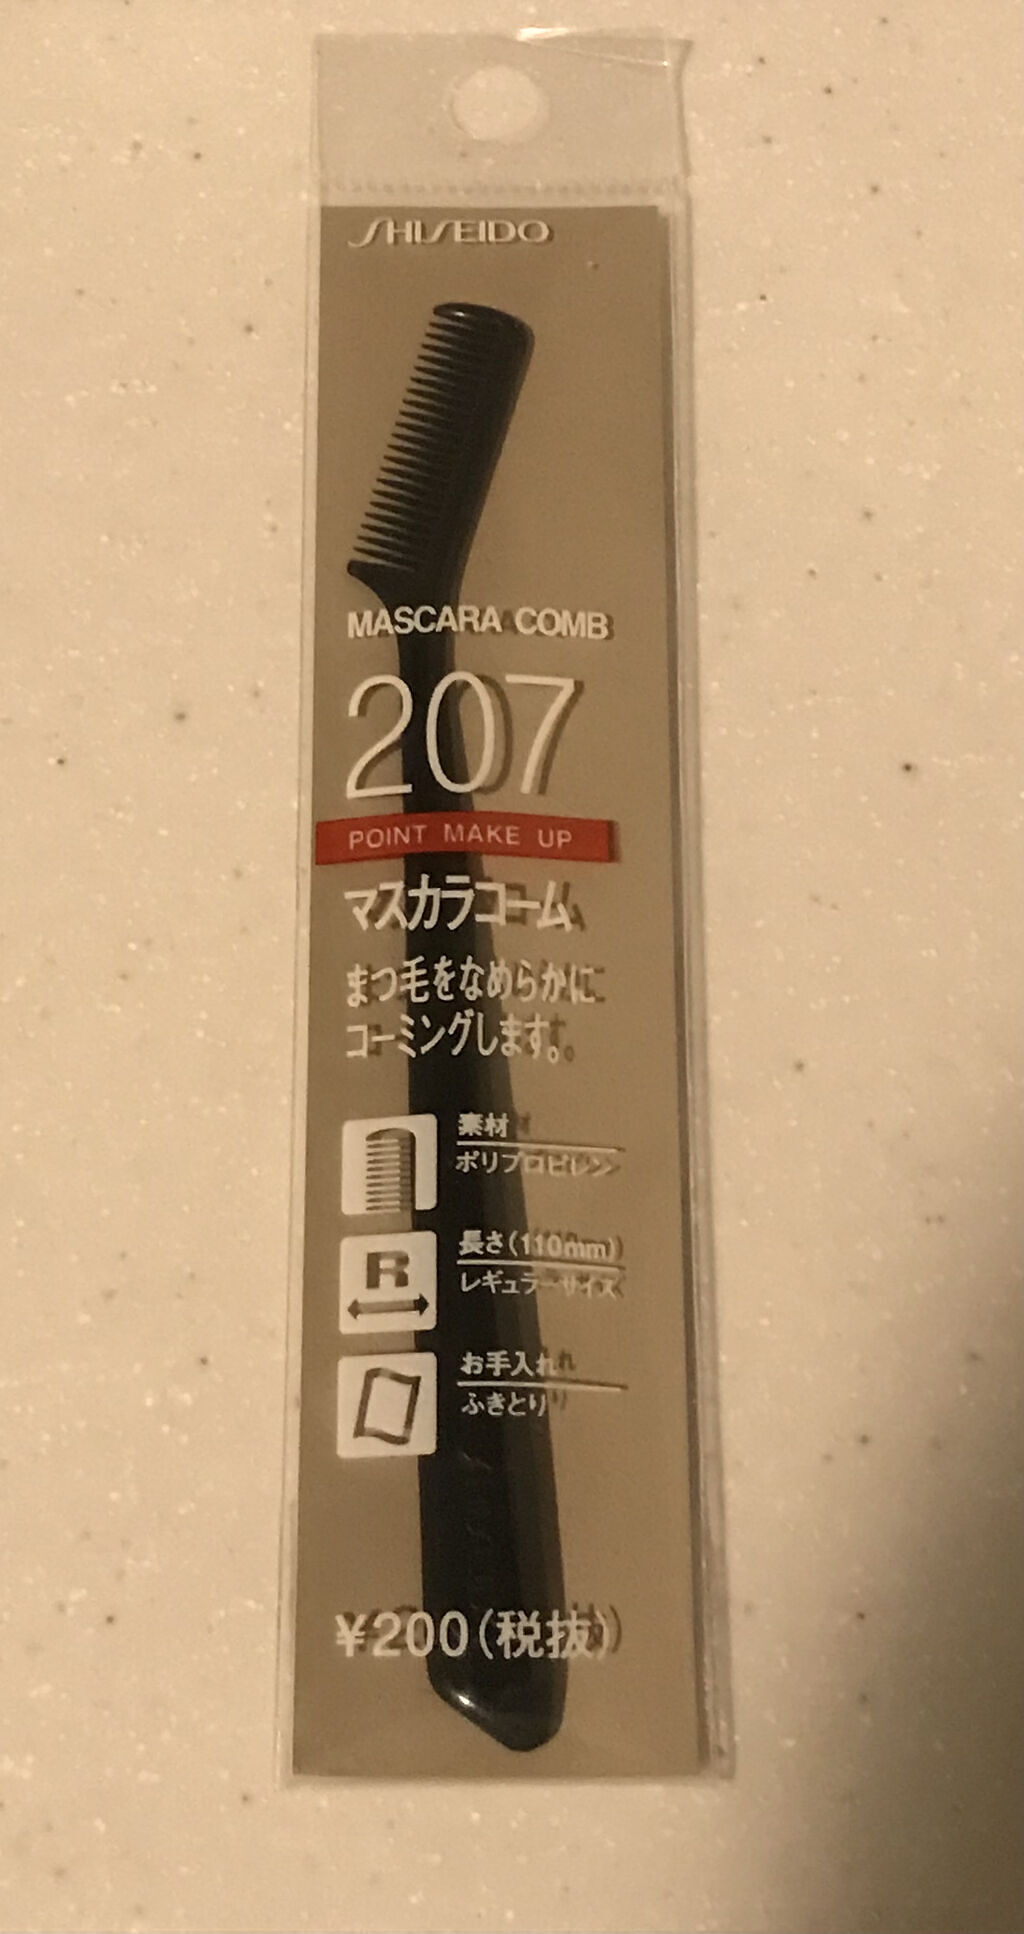 SHISEIDO
MASCARA COMB
207
POINT MAKE UP
マスカラコーム
まつ毛をなめらかに
コーミングします。
素材
ポリプロピレン
R
長さ(110mm)
レギュラーサイズ
お手入れ
ふきとり
¥200(税抜)